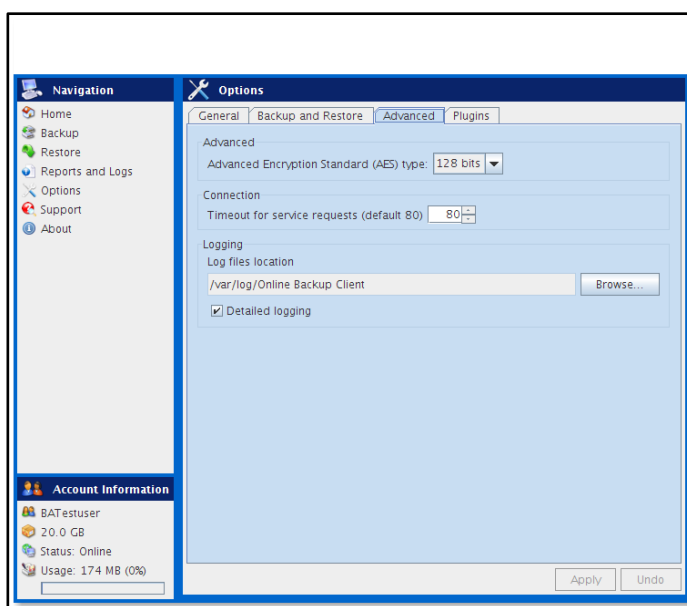 Navigation
Home
Backup
Restore
Reports and Logs
Options
Support
About
Account Information
BATestuser
20.0 GB
Status: Online
Usage: 174 MB (0%)
Options
General Backup and Restore Advanced Plugins
Advanced
Advanced Encryption Standard (AES) type: 128 bits
Connection
Timeout for service requests (default 80) 80
Logging
Log files location
/var/log/Online Backup Client Browse...
Detailed logging
Apply Undo